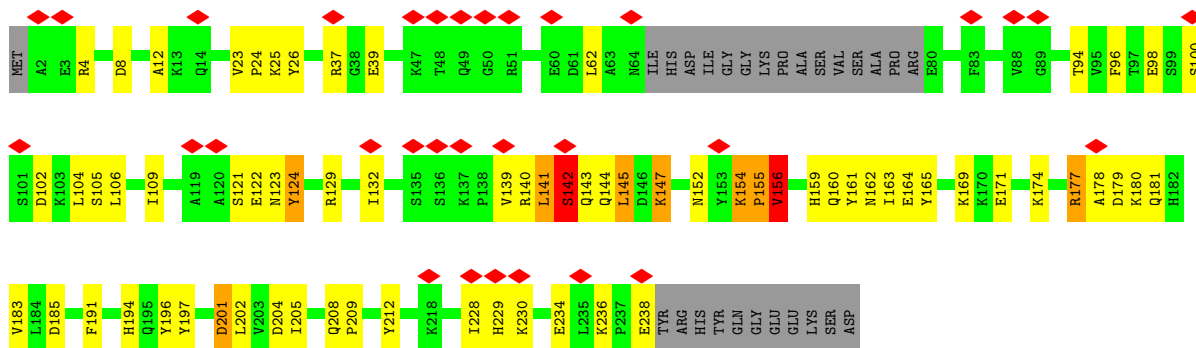 MET A2 E3 R4 D8 A12 K13 Q14 V23 P24 K25 Y26 R37 G38 E39 K47 T48 Q49 G50 R51 E60 D61 L62 A63 N64 ILE HIS ASP ILE GLY GLY LYS PRO ALA SER VAL SER ALA PRO ARG E80 F83 V88 G89 T94 V95 F96 T97 E98 S99 S100
S101 D102 K103 L104 S105 L106 I109 A119 A120 S121 E122 N123 Y124 R129 I132 S135 S136 K137 P138 V139 R140 L141 S142 Q143 Q144 L145 D146 K147 N152 Y153 K154 P155 V156 H159 Q160 Y161 N162 I163 E164 Y165 K169 K170 E171 K174 R177 A178 D179 K180 Q181 H182
V183 L184 D185 F191 H194 Q195 Y196 Y197 D201 L202 V203 D204 I205 Q208 P209 Y212 K218 I228 H229 K230 E234 L235 K236 P237 E238 TYR ARG HIS TYR GLN GLY GLU GLU LYS SER ASP